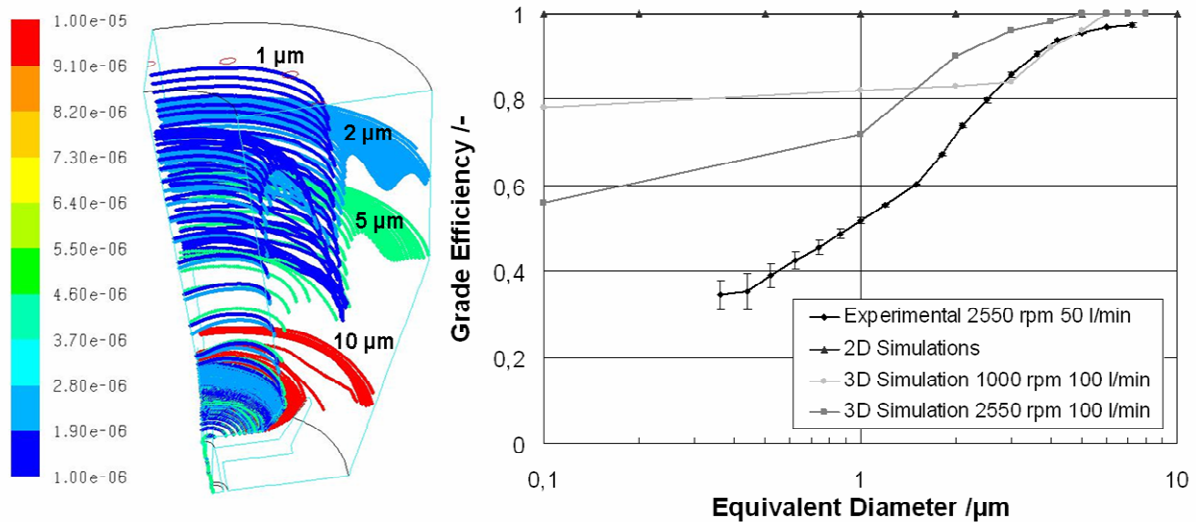 1.00e-05
9.10e-06
8.20e-06
7.30e-06
6.40e-06
5.50e-06
4.60e-06
3.70e-06
2.80e-06
1.90e-06
1.00e-06
1 µm
2 µm
5 µm
10 µm
Grade Efficiency /-
1
0,8
0,6
0,4
0,2
0
Experimental 2550 rpm 50 l/min
2D Simulations
3D Simulation 1000 rpm 100 l/min
3D Simulation 2550 rpm 100 l/min
0,1
1
10
Equivalent Diameter /µm